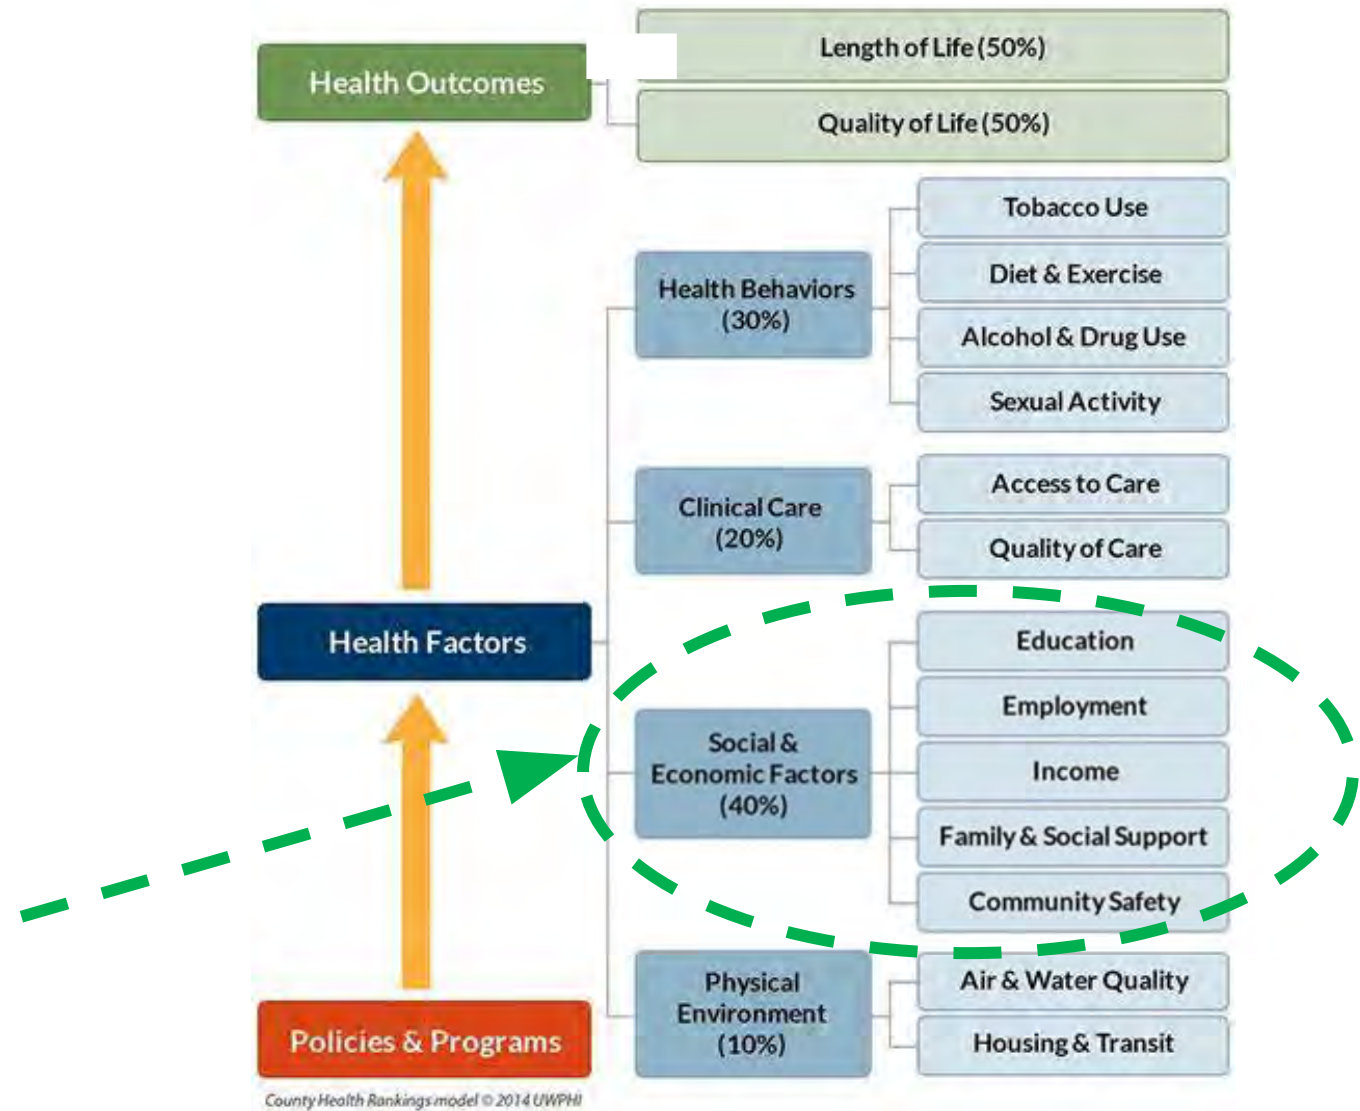 Health Outcomes
Length of Life (50%)
Quality of Life (50%)
Health Behaviors
(30%)
Tobacco Use
Diet & Exercise
Alcohol & Drug Use
Sexual Activity
Clinical Care
(20%)
Access to Care
Quality of Care
Health Factors
Social &
Economic Factors
(40%)
Education
Employment
Income
Family & Social Support
Community Safety
Physical
Environment
(10%)
Air & Water Quality
Housing & Transit
Policies & Programs
County Health Rankings model © 2014 UWPHI